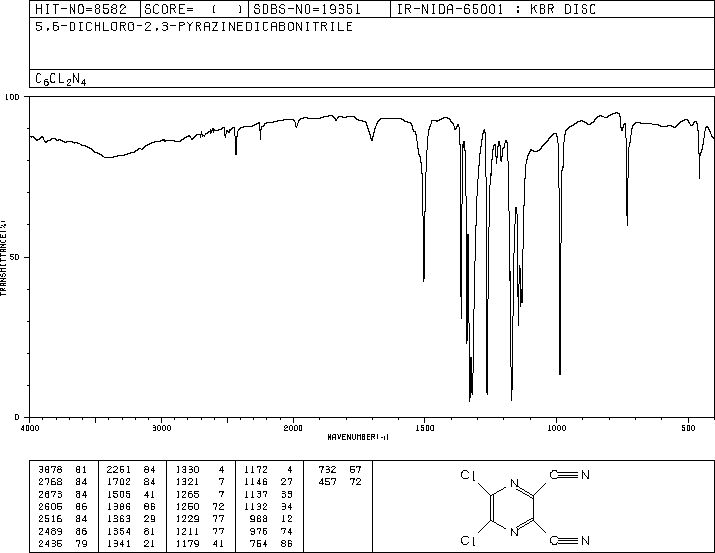 HIT-NO=8582 SCORE= ( ) SDBS-NO=19351 IR-NIDA-65001 : KBR DISC
5,6-DICHLORO-2,3-PYRAZINEDICABONITRILE
C6CL2N4
100
TRANSMITTANCE(%)
50
0
4000 3000 2000 1500 1000 500
WAVENUMBER(-1)
3878 81 2251 84 1330 4 1172 4 732 57
2768 84 1702 84 1321 7 1146 27 457 72
2673 84 1505 41 1265 7 1137 39
2605 86 1386 86 1250 72 1132 34
2516 84 1363 29 1229 77 988 12
2489 86 1354 81 1211 77 976 74
2435 79 1341 21 1179 41 754 86
Cl N C N
Cl N C N